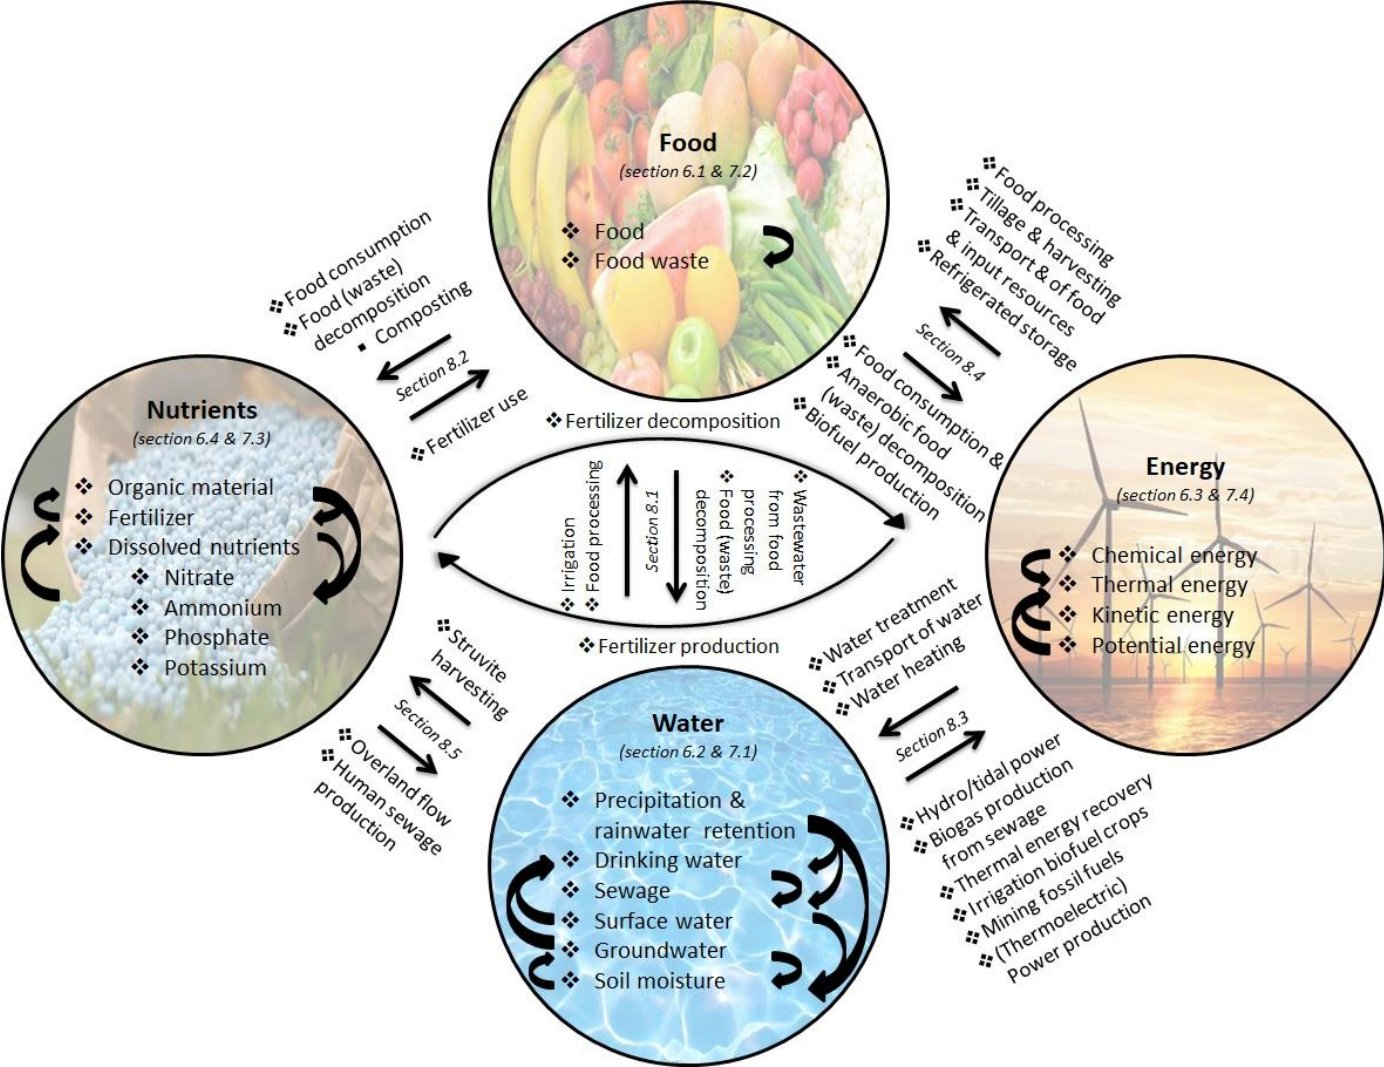 Food
(section 6.1 & 7.2)
❖ Food
❖ Food waste
❖ Food consumption
❖ Food (waste)
decomposition
▪ Composting
Section 8.2
❖ Fertilizer use
❖ Food processing
❖ Tillage & harvesting
❖ Transport & of food
& input resources
❖ Refrigerated storage
Section 8.4
❖ Food consumption &
❖ Anaerobic food
(waste) decomposition
❖ Biofuel production
Nutrients
(section 6.4 & 7.3)
❖ Organic material
❖ Fertilizer
❖ Dissolved nutrients
❖ Nitrate
❖ Ammonium
❖ Phosphate
❖ Potassium
❖ Fertilizer decomposition
❖ Irrigation
❖ Food processing
Section 8.1
❖ Wastewater
from food
processing
❖ Food (waste)
decomposition
❖ Fertilizer production
Energy
(section 6.3 & 7.4)
❖ Chemical energy
❖ Thermal energy
❖ Kinetic energy
❖ Potential energy
❖ Struvite
harvesting
Section 8.5
❖ Overland flow
❖ Human sewage
production
❖ Water treatment
❖ Transport of water
❖ Water heating
Section 8.3
❖ Hydro/tidal power
❖ Biogas production
from sewage
❖ Thermal energy recovery
❖ Irrigation biofuel crops
❖ Mining fossil fuels
❖ (Thermoelectric)
Power production
Water
(section 6.2 & 7.1)
❖ Precipitation &
rainwater retention
❖ Drinking water
❖ Sewage
❖ Surface water
❖ Groundwater
❖ Soil moisture